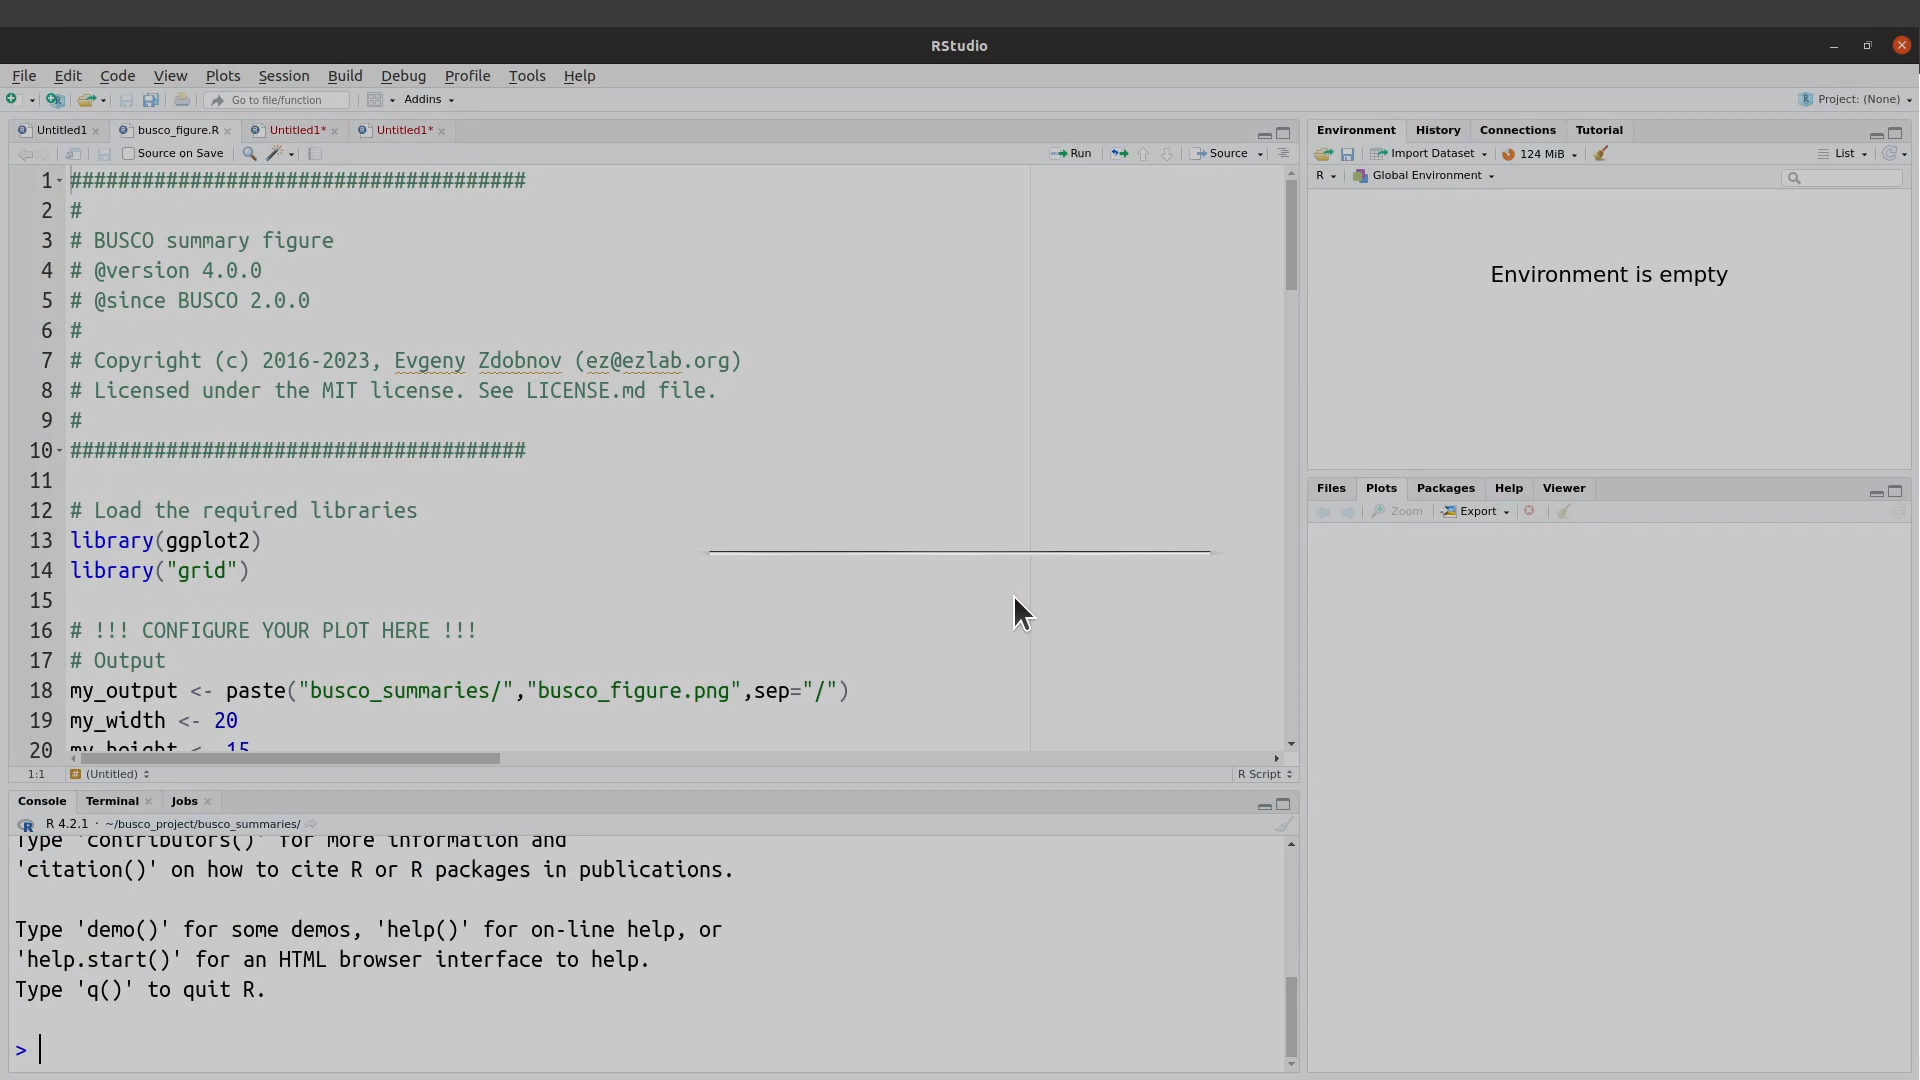 RStudio
File Edit Code View Plots Session Build Debug Profile Tools Help
Go to file/function Addins Project: (None)
Untitled1 busco_figure.R Untitled1* Untitled1*
Source on Save Run Source
1 ######################################
2 #
3 # BUSCO summary figure
4 # @version 4.0.0
5 # @since BUSCO 2.0.0
6 #
7 # Copyright (c) 2016-2023, Evgeny Zdobnov (ez@ezlab.org)
8 # Licensed under the MIT license. See LICENSE.md file.
9 #
10 ######################################
11
12 # Load the required libraries
13 library(ggplot2)
14 library("grid")
15
16 # !!! CONFIGURE YOUR PLOT HERE !!!
17 # Output
18 my_output <- paste("busco_summaries/","busco_figure.png",sep="/")
19 my_width <- 20
20 my_height <- 15
1:1 (Untitled) R Script
Console Terminal Jobs
R 4.2.1 · ~/busco_project/busco_summaries/
Type 'contributors()' for more information and
'citation()' on how to cite R or R packages in publications.
Type 'demo()' for some demos, 'help()' for on-line help, or
'help.start()' for an HTML browser interface to help.
Type 'q()' to quit R.
>
Environment History Connections Tutorial
Import Dataset 124 MiB List
R Global Environment
Environment is empty
Files Plots Packages Help Viewer
Zoom Export